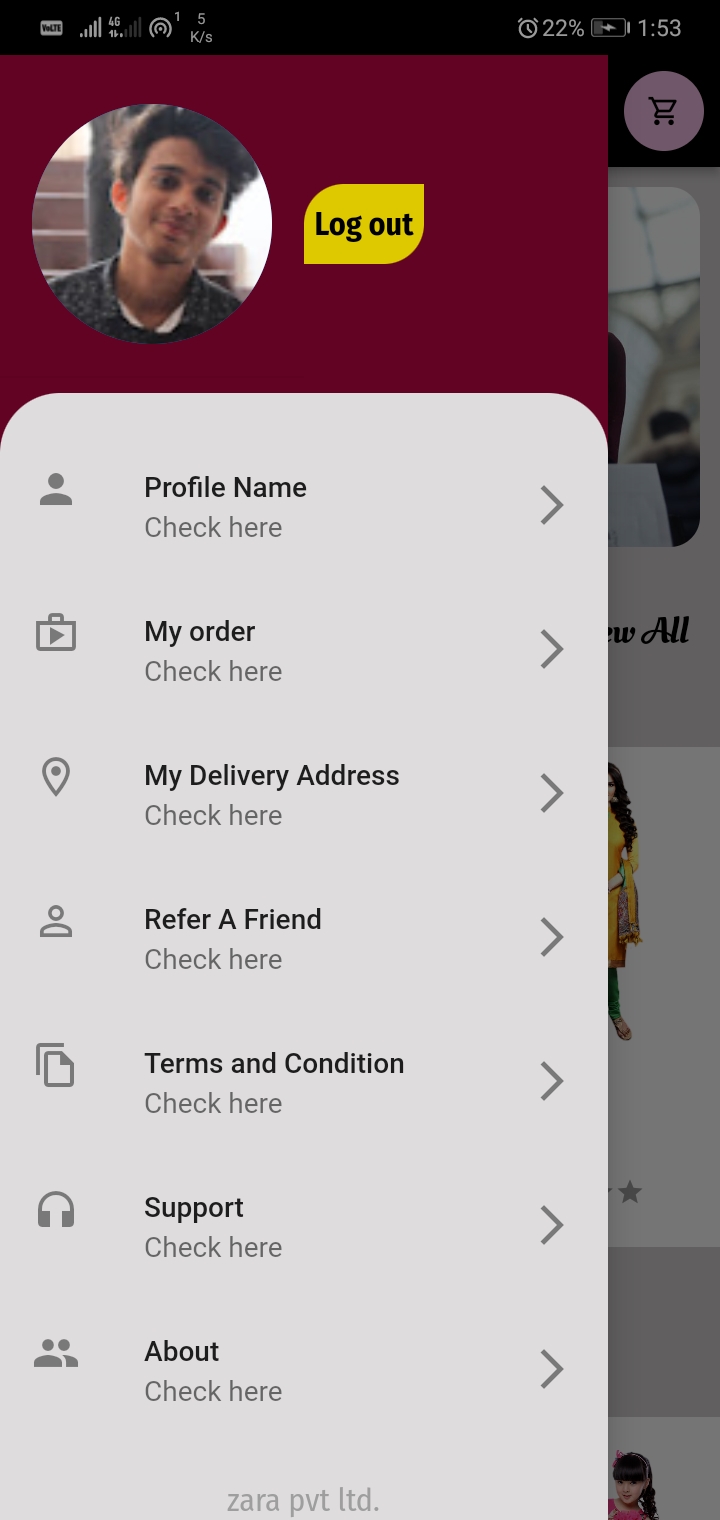 VoLTE 4G 1 5 K/s 22% 1:53
Log out
Profile Name
Check here
My order
Check here
ew All
My Delivery Address
Check here
Refer A Friend
Check here
Terms and Condition
Check here
Support
Check here
About
Check here
zara pvt ltd.